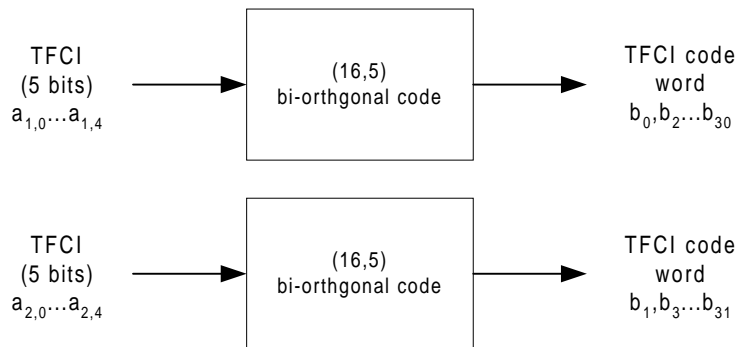 TFCI
(5 bits)
a1,0...a1,4
(16,5)
bi-orthgonal code
TFCI code
word
b0,b2...b30
TFCI
(5 bits)
a2,0...a2,4
(16,5)
bi-orthgonal code
TFCI code
word
b1,b3...b31